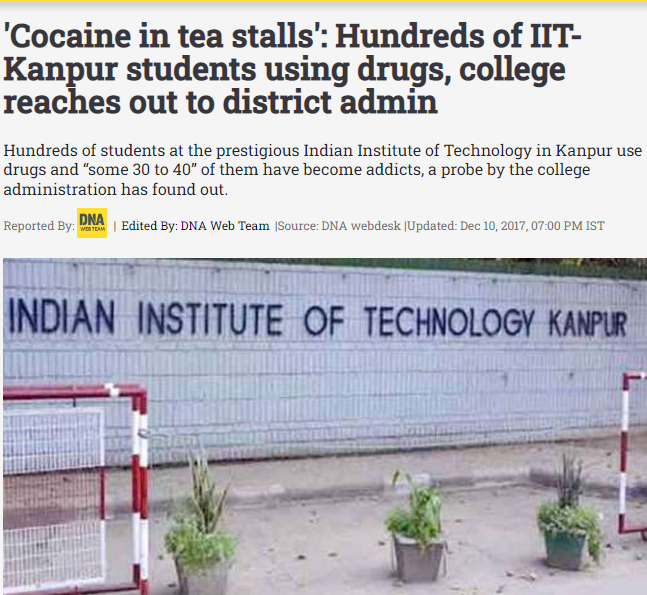 'Cocaine in tea stalls': Hundreds of IIT-
Kanpur students using drugs, college
reaches out to district admin
Hundreds of students at the prestigious Indian Institute of Technology in Kanpur use
drugs and “some 30 to 40” of them have become addicts, a probe by the college
administration has found out.
Reported By: DNA WEB TEAM | Edited By: DNA Web Team |Source: DNA webdesk |Updated: Dec 10, 2017, 07:00 PM IST
INDIAN INSTITUTE OF TECHNOLOGY KANPUR